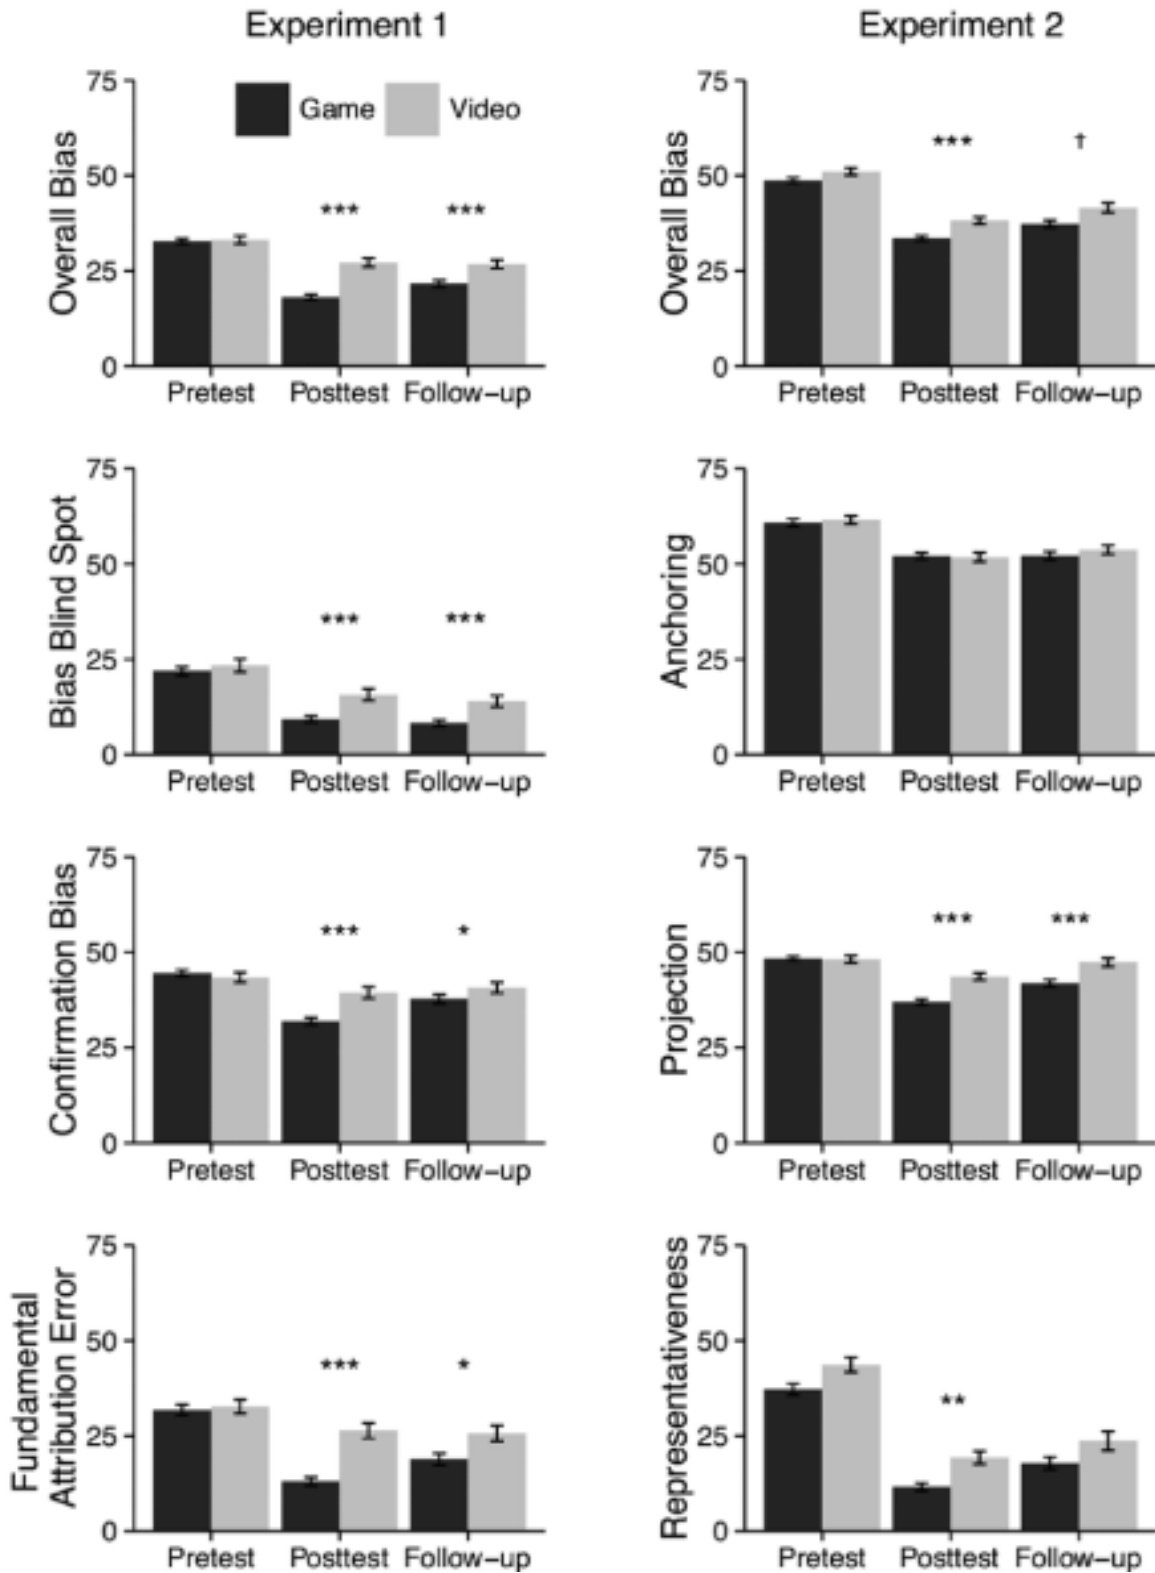 Experiment 1
Experiment 2
Game
Video
Overall Bias
75
50
25
0
*** ***
Pretest Posttest Follow-up
Overall Bias
75
50
25
0
*** †
Pretest Posttest Follow-up
Bias Blind Spot
75
50
25
0
*** ***
Pretest Posttest Follow-up
Anchoring
75
50
25
0
Pretest Posttest Follow-up
Confirmation Bias
75
50
25
0
*** *
Pretest Posttest Follow-up
Projection
75
50
25
0
*** ***
Pretest Posttest Follow-up
Fundamental
Attribution Error
75
50
25
0
*** *
Pretest Posttest Follow-up
Representativeness
75
50
25
0
**
Pretest Posttest Follow-up